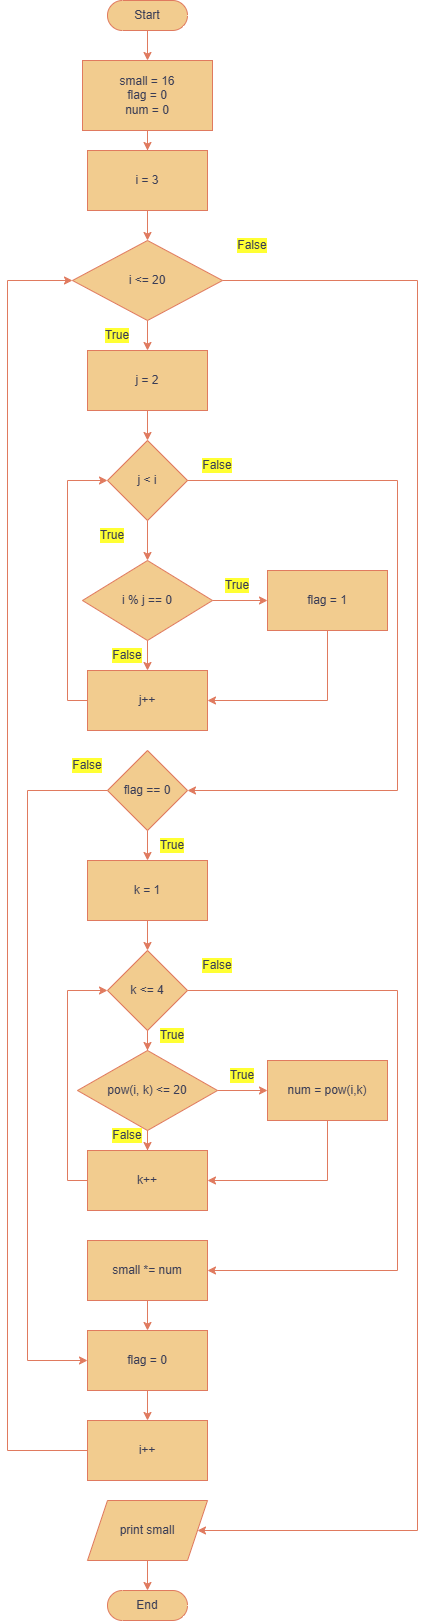 Start
small = 16
flag = 0
num = 0
i = 3
False
i <= 20
True
j = 2
False
j < i
True
True
i % j == 0
flag = 1
False
j++
False
flag == 0
True
k = 1
False
k <= 4
True
True
pow(i, k) <= 20
num = pow(i,k)
False
k++
small *= num
flag = 0
i++
print small
End